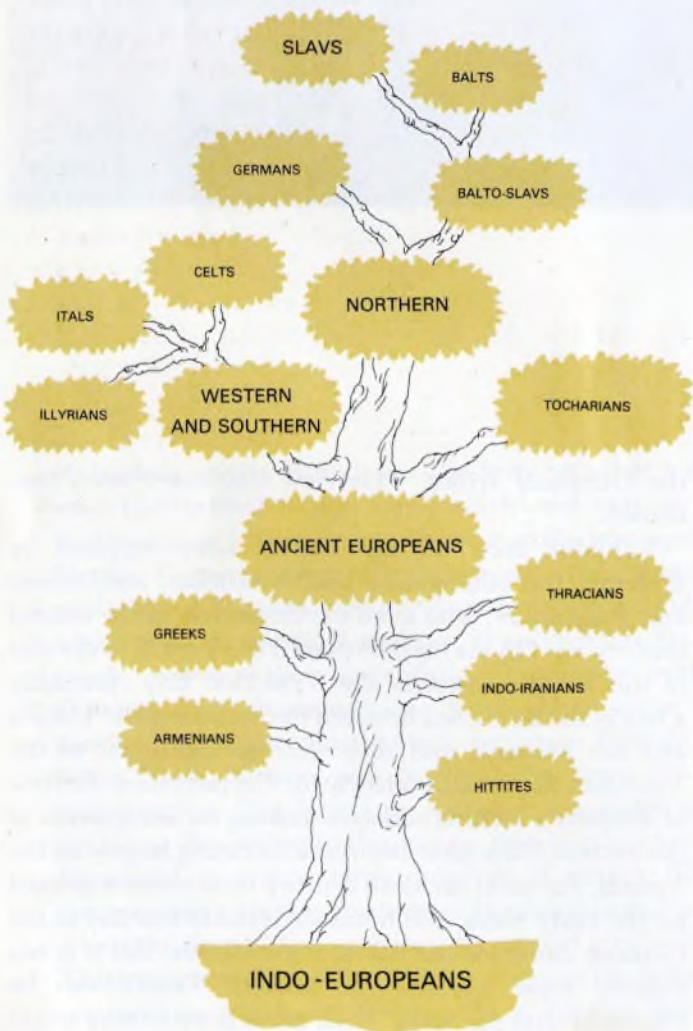 SLAVS
BALTS
GERMANS
BALTO-SLAVS
CELTS
ITALS
NORTHERN
ILLYRIANS
WESTERN
AND SOUTHERN
TOCHARIANS
ANCIENT EUROPEANS
THRACIANS
GREEKS
INDO-IRANIANS
ARMENIANS
HITTITES
INDO-EUROPEANS